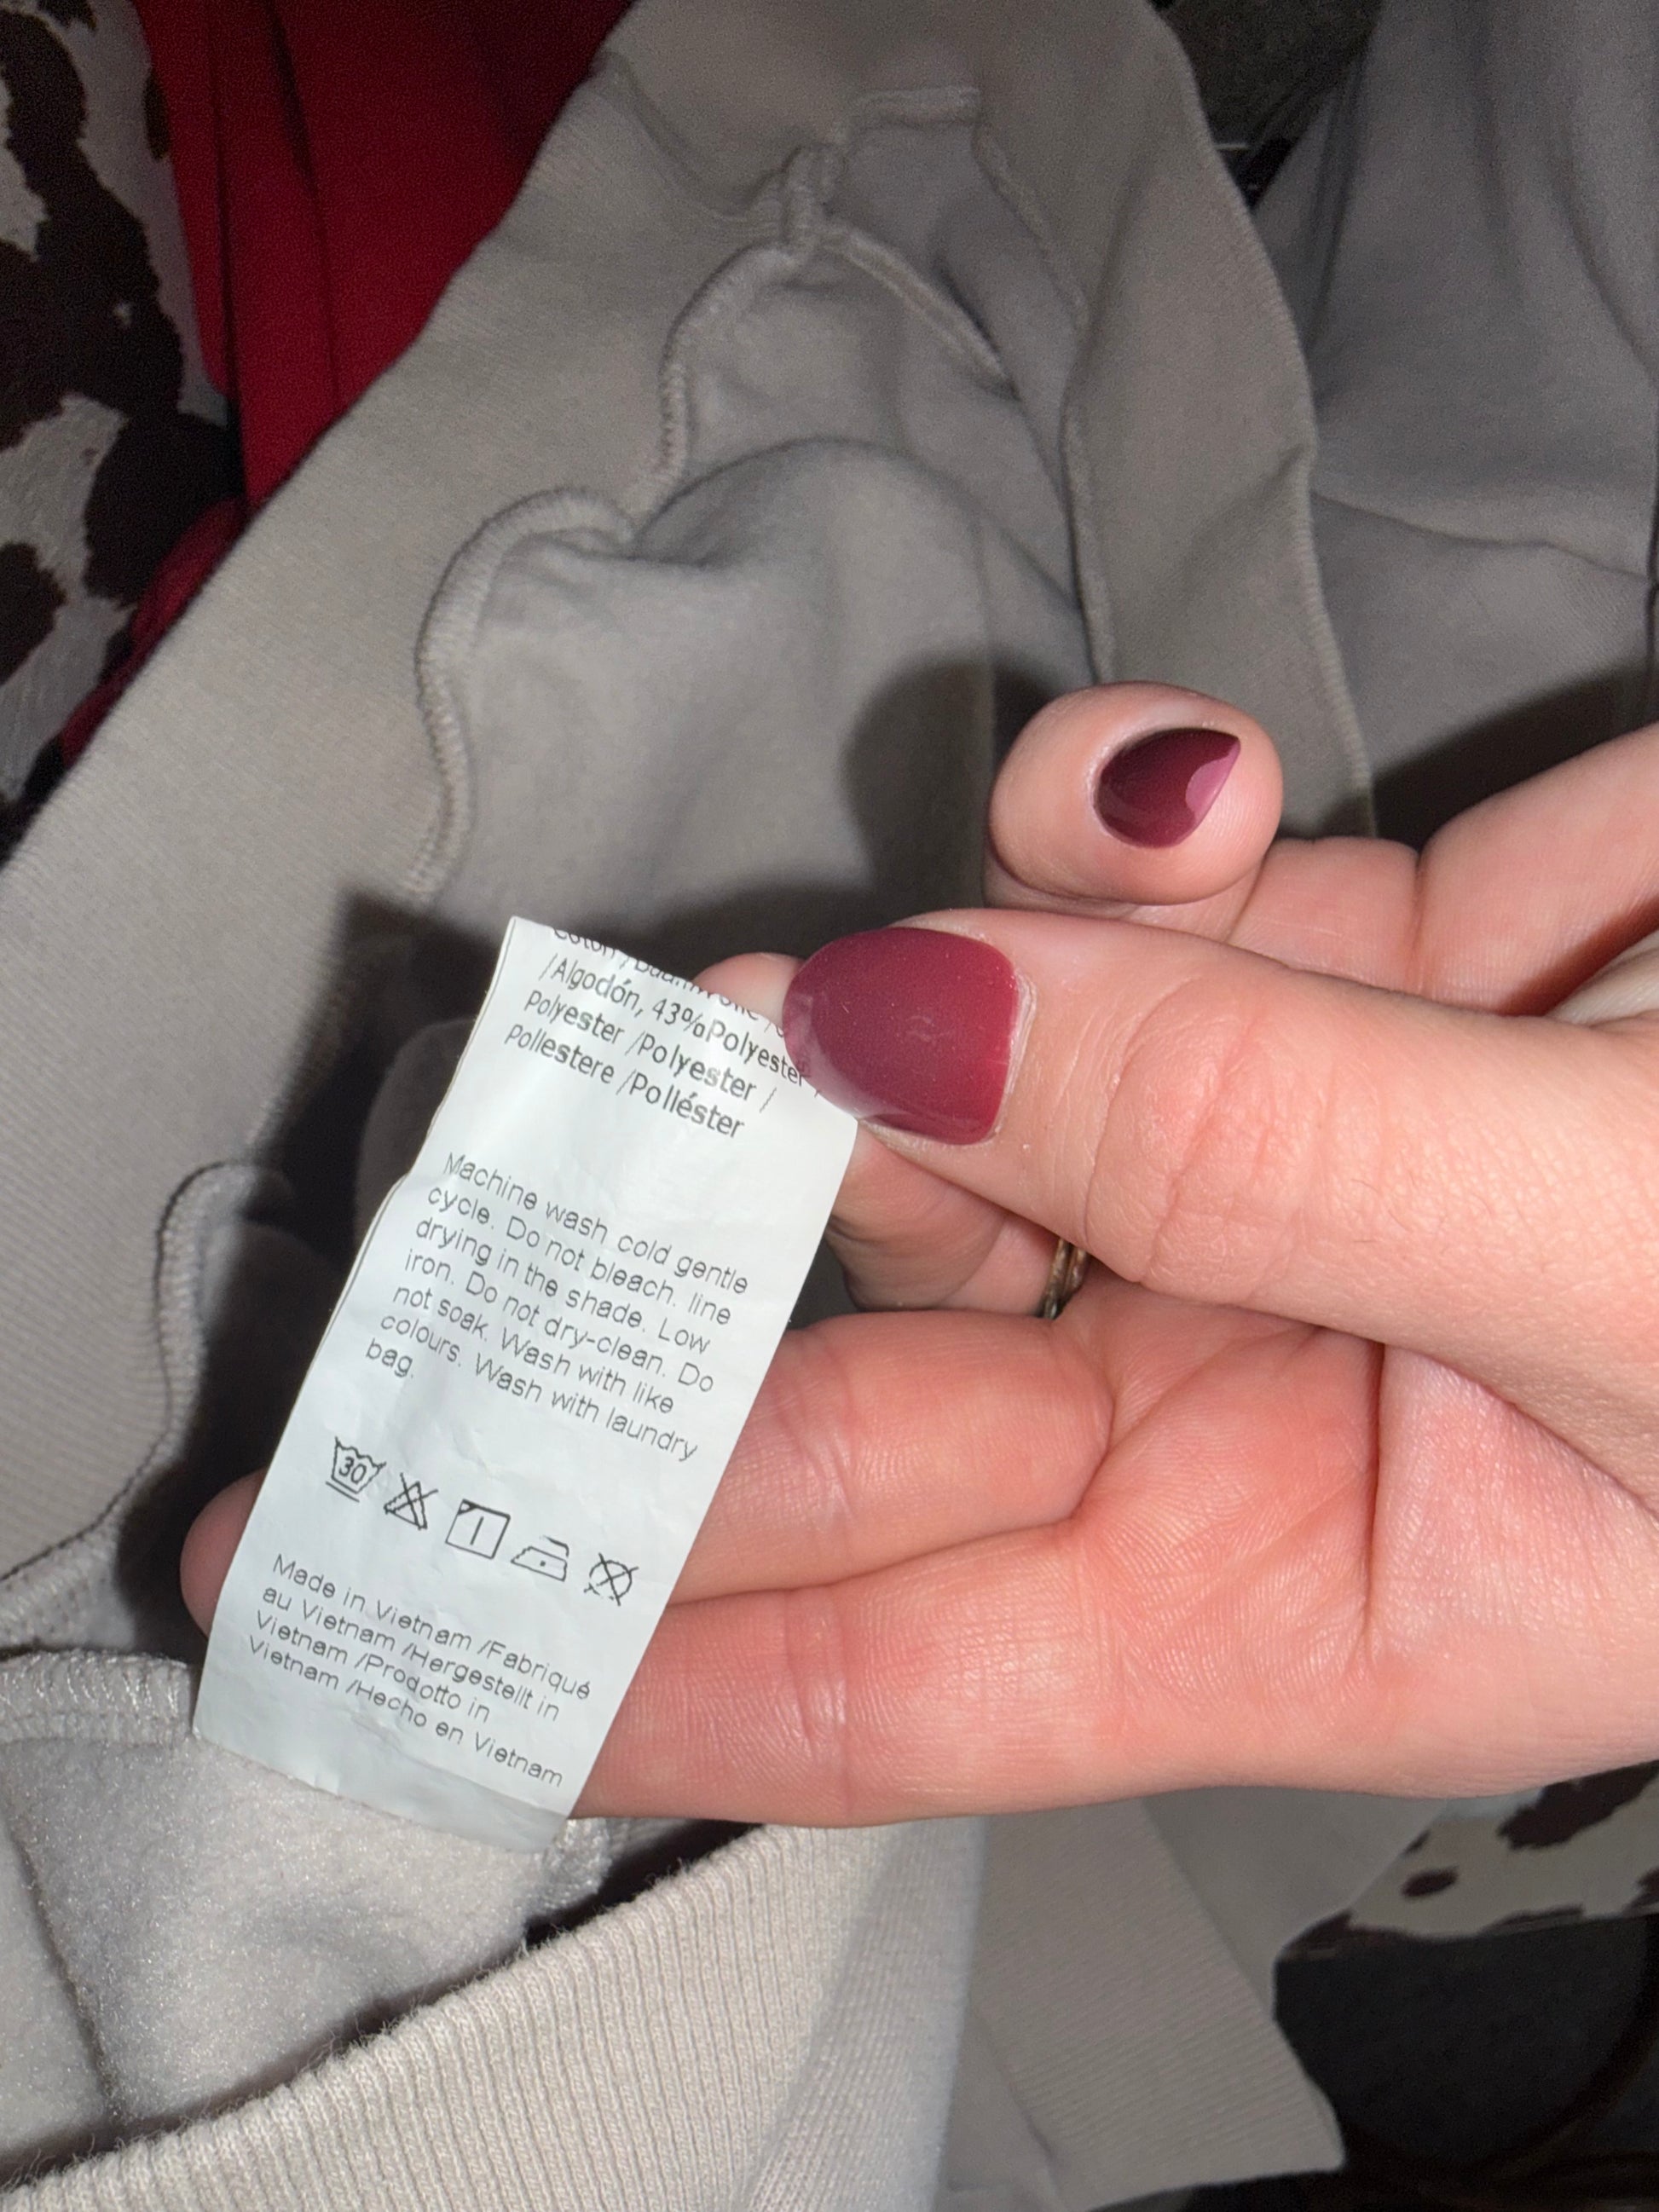 /Algodón, 43%Polyester /
Polyester /Polyester /
Poliestere /Poliéster
Machine wash cold gentle
cycle. Do not bleach. line
drying in the shade. Low
iron. Do not dry-clean. Do
not soak. Wash with like
colours. Wash with laundry
bag.
30
Made in Vietnam /Fabriqué
au Vietnam /Hergestellt in
Vietnam /Prodotto in
Vietnam /Hecho en Vietnam